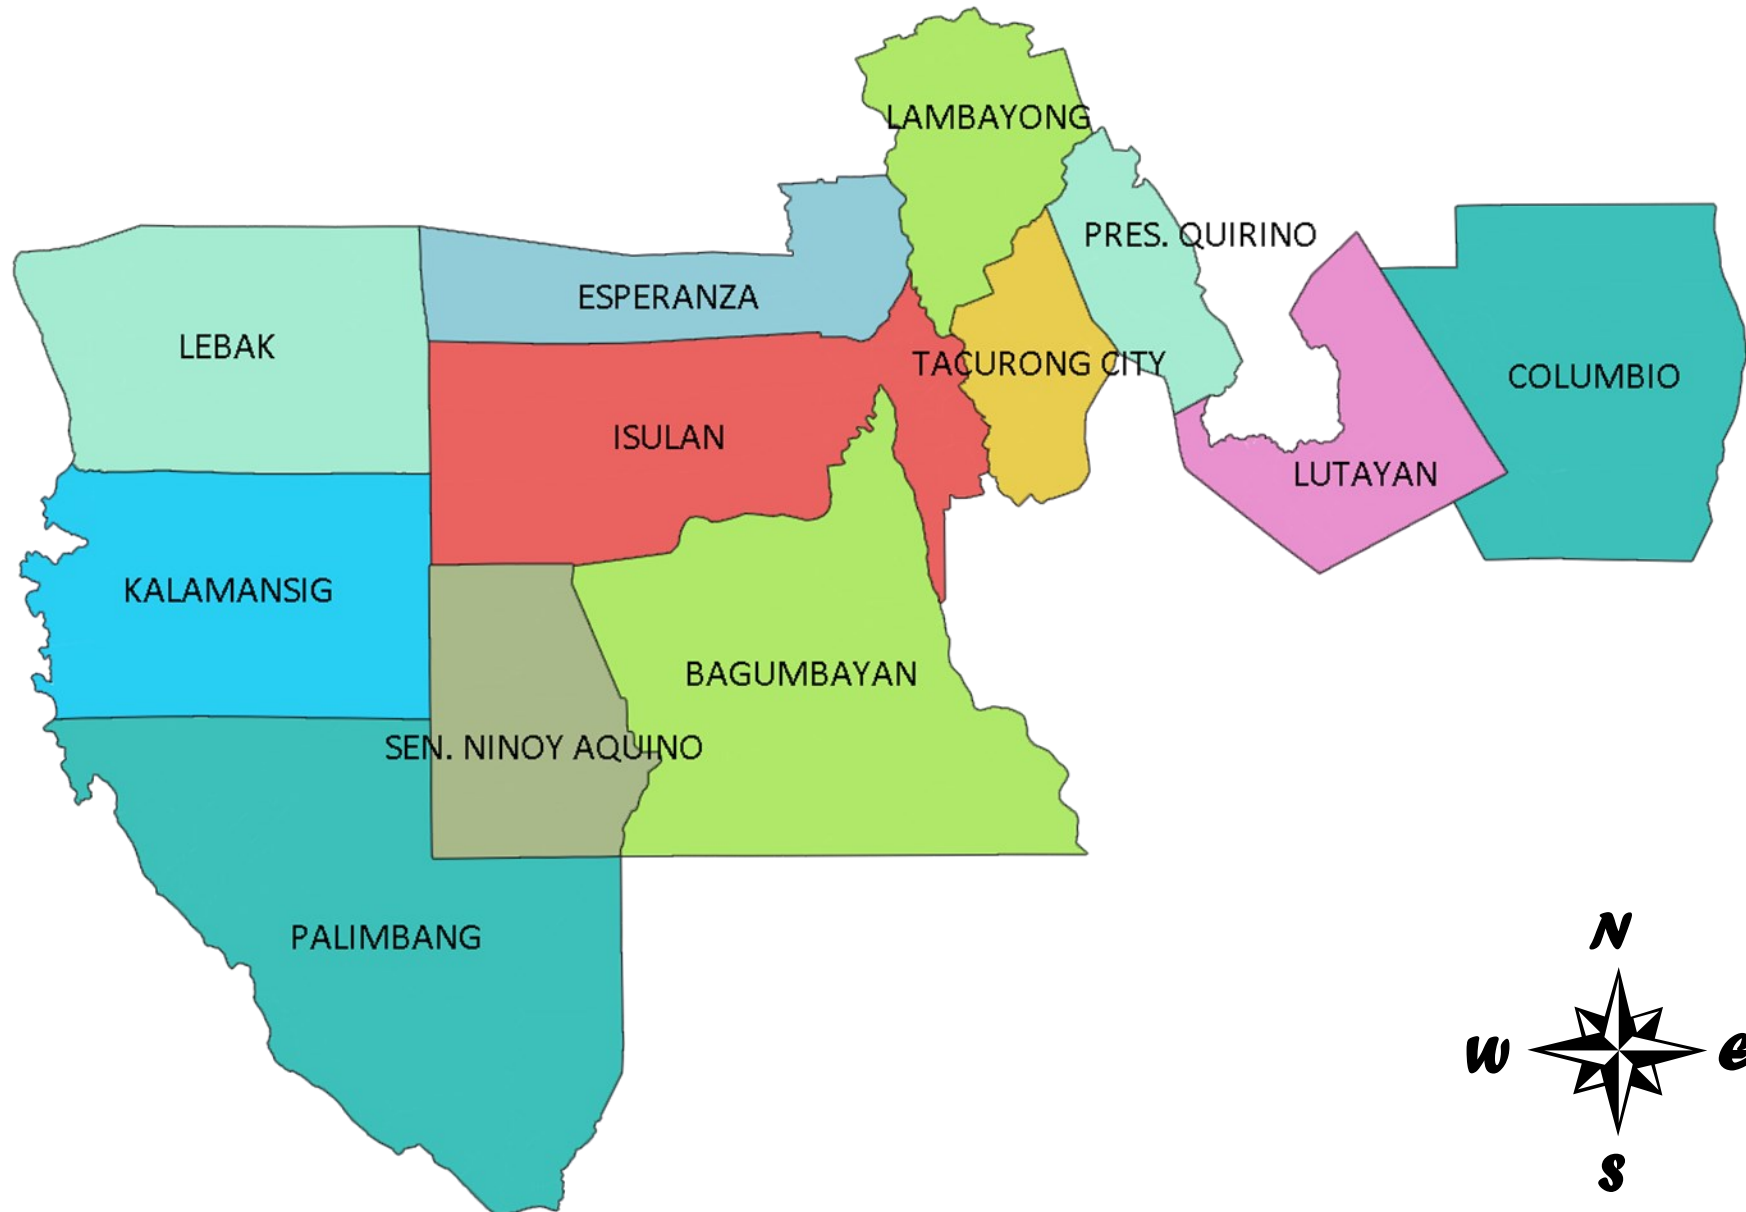 LAMBAYONG
PRES. QUIRINO
ESPERANZA
LEBAK
TACURONG CITY
COLUMBIO
ISULAN
LUTAYAN
KALAMANSIG
BAGUMBAYAN
SEN. NINOY AQUINO
PALIMBANG
N
W e
S